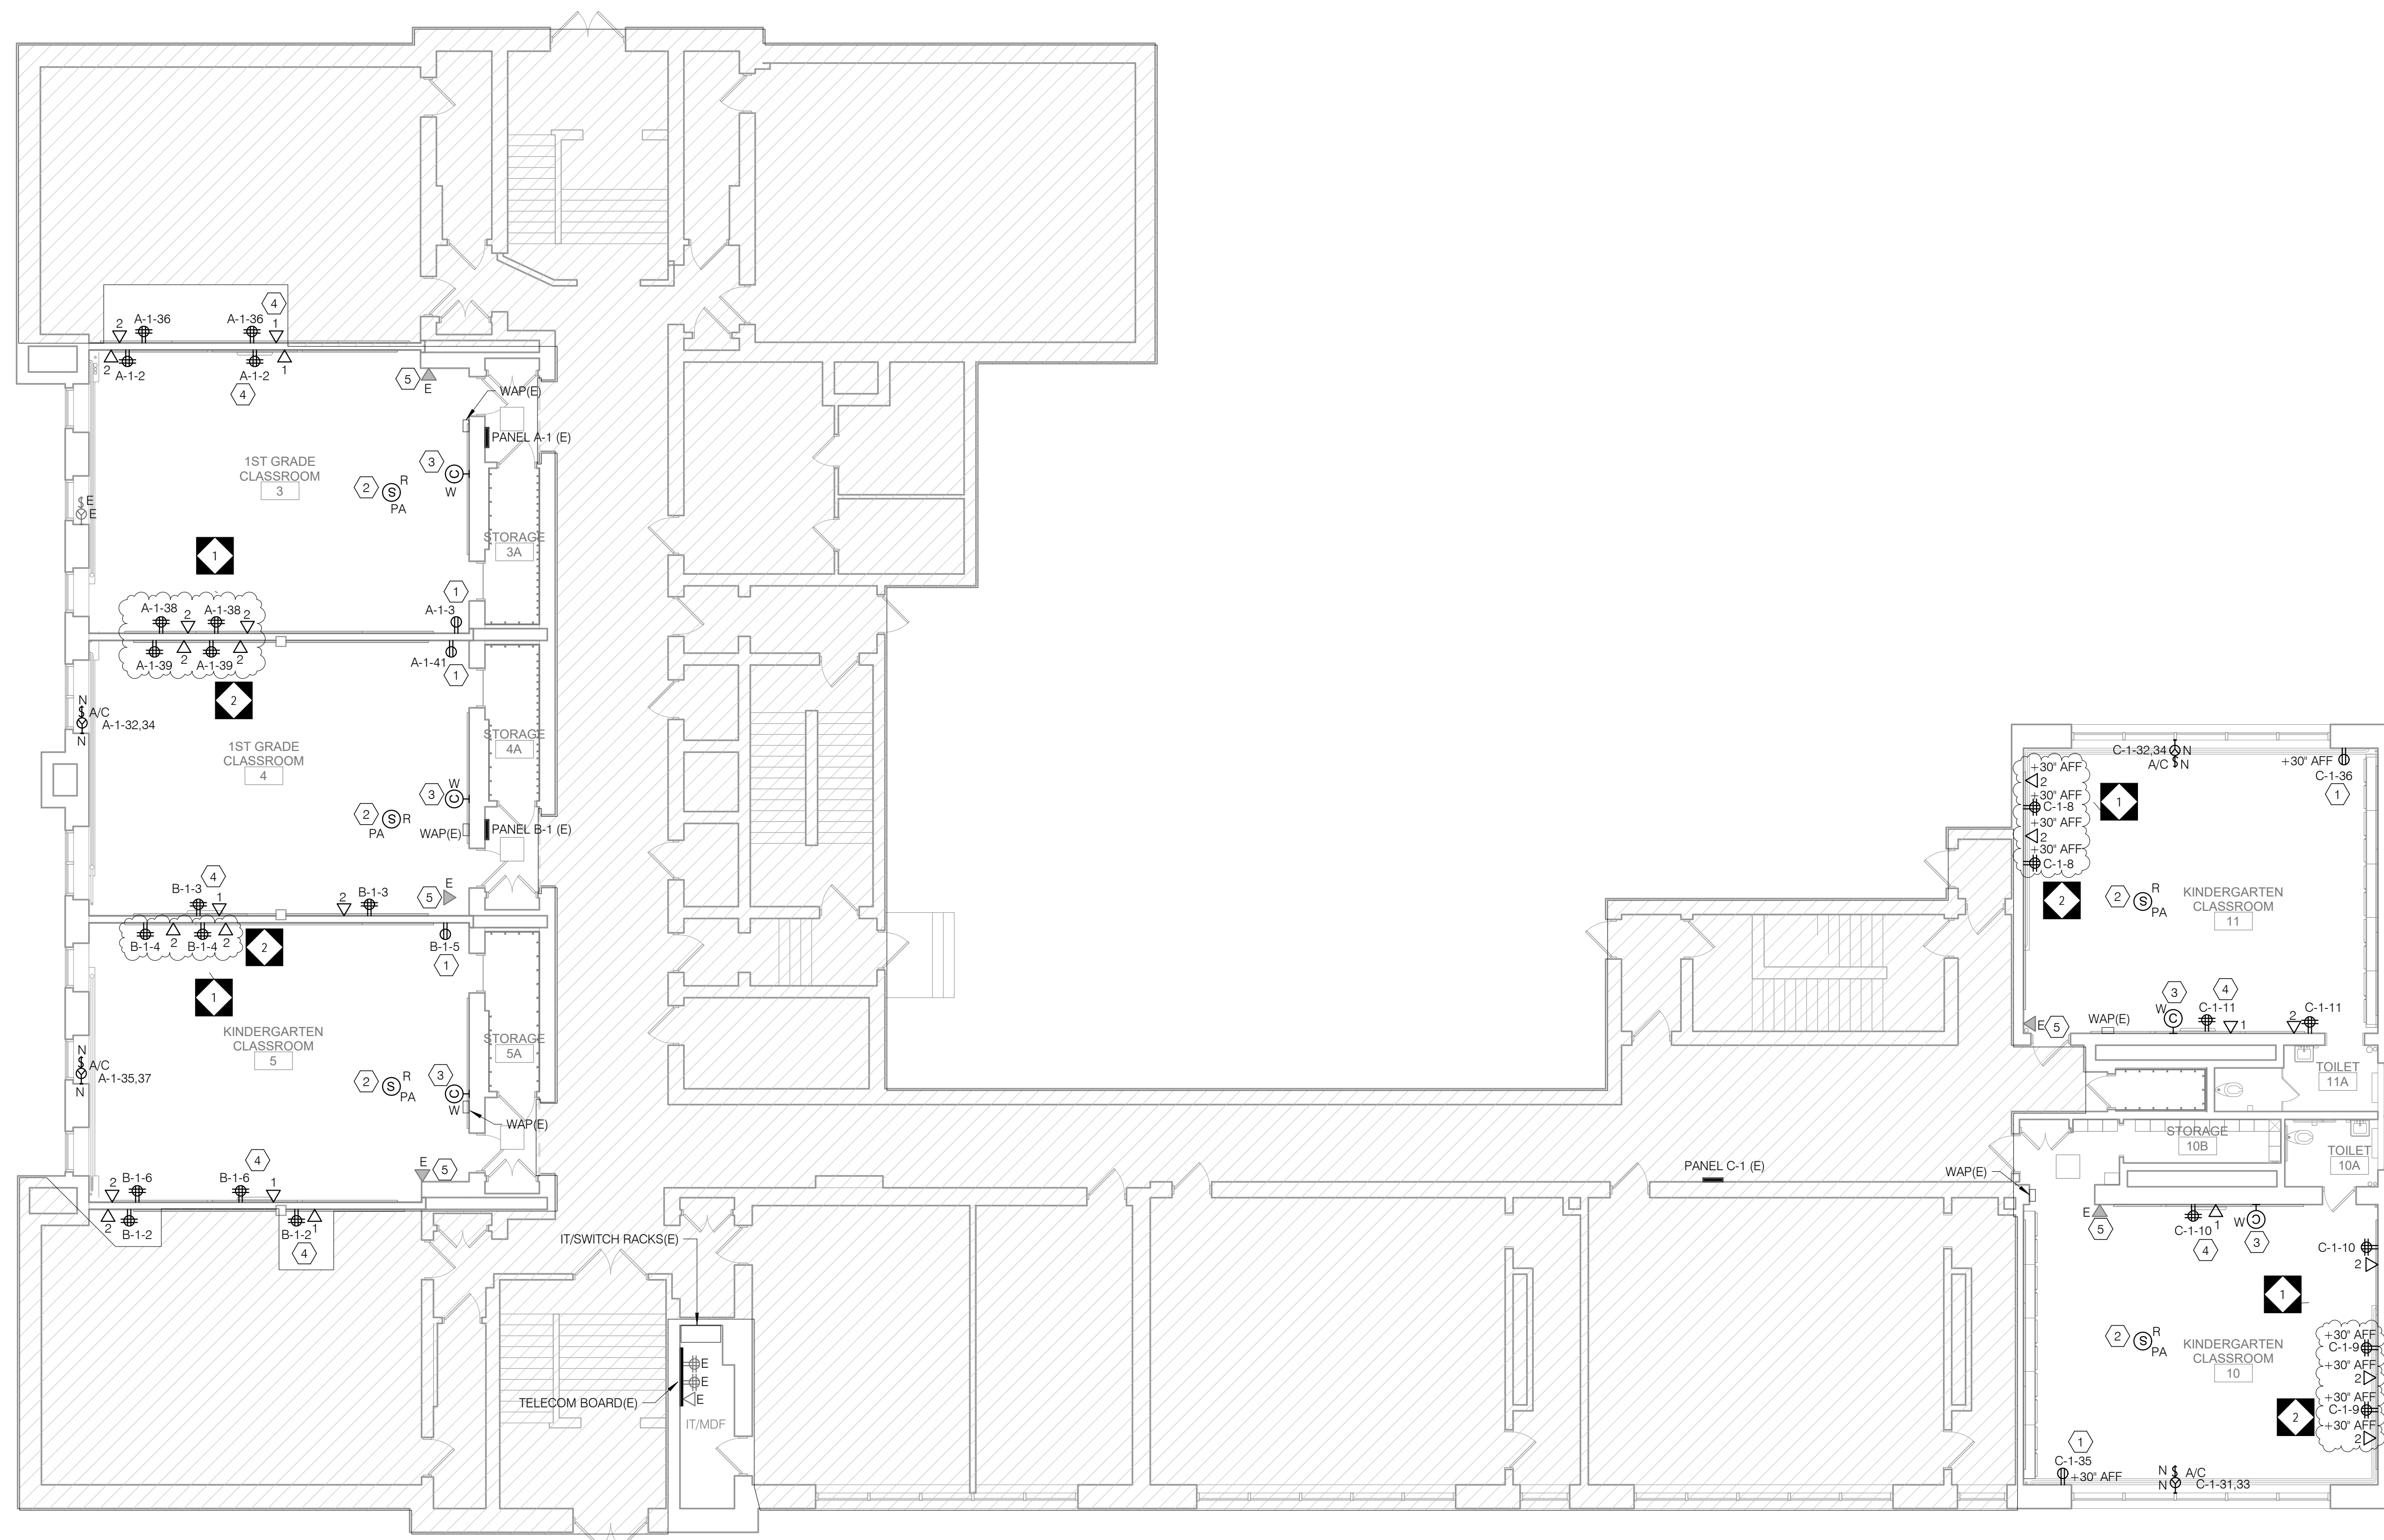 4
2
A-1-36
A-1-36
1
2
A-1-2
A-1-2
1
4
5
E
WAP(E)
PANEL A-1 (E)
1ST GRADE
CLASSROOM
3
3
C
W
2
S
R
PA
E
E
STORAGE
3A
1
1
A-1-3
A-1-38
2
A-1-38
2
A-1-39
2
A-1-39
2
A-1-41
1
2
N
$
A/C
A-1-32,34
N
1ST GRADE
CLASSROOM
4
STORAGE
4A
3
W
C
2
S
R
PA
WAP(E)
PANEL B-1 (E)
4
B-1-3
1
2
B-1-3
E
5
B-1-4
2
B-1-4
2
2
B-1-5
1
1
KINDERGARTEN
CLASSROOM
5
STORAGE
5A
N
$
A/C
A-1-35,37
N
2
S
R
PA
3
C
W
WAP(E)
4
E
5
2
B-1-6
B-1-6
1
2
B-1-2
B-1-2
1
4
IT/SWITCH RACKS(E)
E
E
E
TELECOM BOARD(E)
IT/MDF
PANEL C-1 (E)
C-1-32,34
N
A/C
$
N
+30" AFF
C-1-36
1
+30" AFF
2
+30" AFF
C-1-8
+30" AFF
2
+30" AFF
C-1-8
1
2
2
S
R
PA
KINDERGARTEN
CLASSROOM
11
3
4
W
C
C-1-11
1
2
C-1-11
WAP(E)
E
5
TOILET
11A
STORAGE
10B
TOILET
10A
WAP(E)
E
5
C-1-10
1
4
W
C
3
C-1-10
2
1
2
S
R
PA
KINDERGARTEN
CLASSROOM
10
+30" AFF
C-1-9
+30" AFF
2
+30" AFF
C-1-9
+30" AFF
2
2
1
C-1-35
+30" AFF
N
$
A/C
N
C-1-31,33